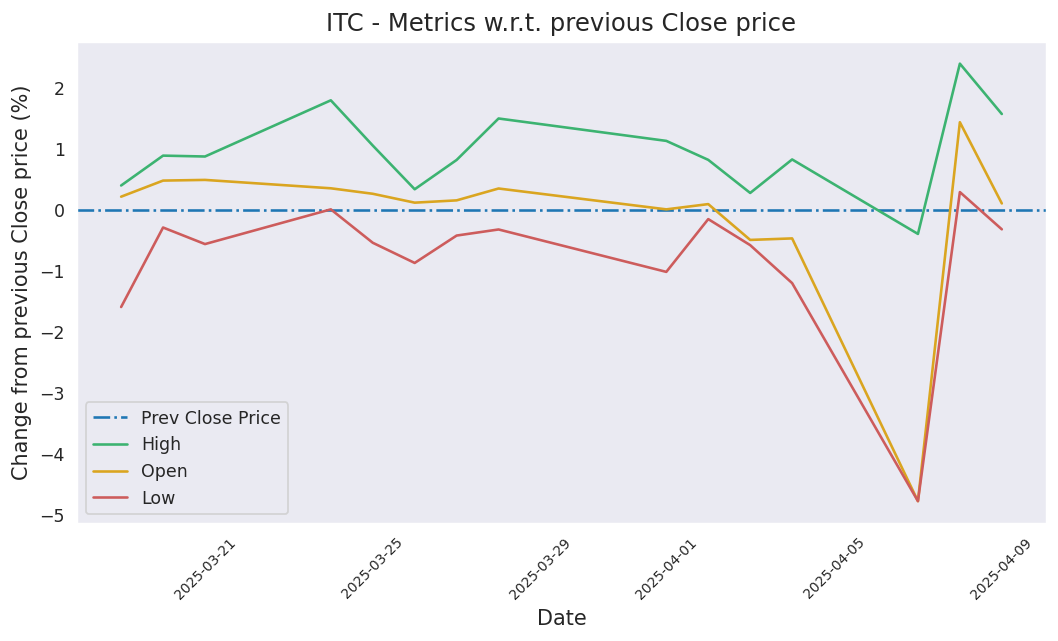 ITC - Metrics w.r.t. previous Close price
Change from previous Close price (%)
2
1
0
−1
−2
−3
−4
−5
Prev Close Price
High
Open
Low
2025-03-21
2025-03-25
2025-03-29
2025-04-01
2025-04-05
2025-04-09
Date